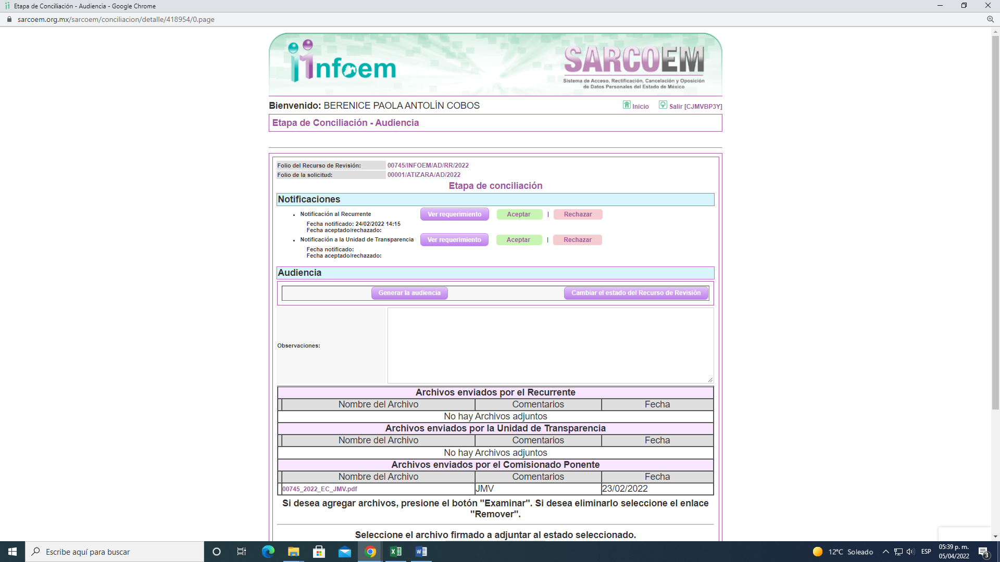 Etapa de Conciliación - Audiencia - Google Chrome
sarcoem.org.mx/sarcoem/conciliacion/detalle/418954/0.page
infoem
SARCOEM
Sistema de Acceso, Rectificación, Cancelación y Oposición
de Datos Personales del Estado de México
Bienvenido: BERENICE PAOLA ANTOLÍN COBOS
Inicio Salir [CJMVBP3Y]
Etapa de Conciliación - Audiencia
Folio del Recurso de Revisión: 00745/INFOEM/AD/RR/2022
Folio de la solicitud: 00001/ATIZARA/AD/2022
Etapa de conciliación
Notificaciones
• Notificación al Recurrente Ver requerimiento Aceptar | Rechazar
Fecha notificado: 24/02/2022 14:15
Fecha aceptado/rechazado:
• Notificación a la Unidad de Transparencia Ver requerimiento Aceptar | Rechazar
Fecha notificado:
Fecha aceptado/rechazado:
Audiencia
Generar la audiencia Cambiar el estado del Recurso de Revisión
Observaciones:
Archivos enviados por el Recurrente
Nombre del Archivo Comentarios Fecha
No hay Archivos adjuntos
Archivos enviados por la Unidad de Transparencia
Nombre del Archivo Comentarios Fecha
No hay Archivos adjuntos
Archivos enviados por el Comisionado Ponente
Nombre del Archivo Comentarios Fecha
00745_2022_EC_JMV.pdf JMV 23/02/2022
Si desea agregar archivos, presione el botón "Examinar". Si desea eliminarlo seleccione el enlace
"Remover".
Seleccione el archivo firmado a adjuntar al estado seleccionado.
Escribe aquí para buscar
12°C Soleado
ESP
05:39 p. m.
05/04/2022
3